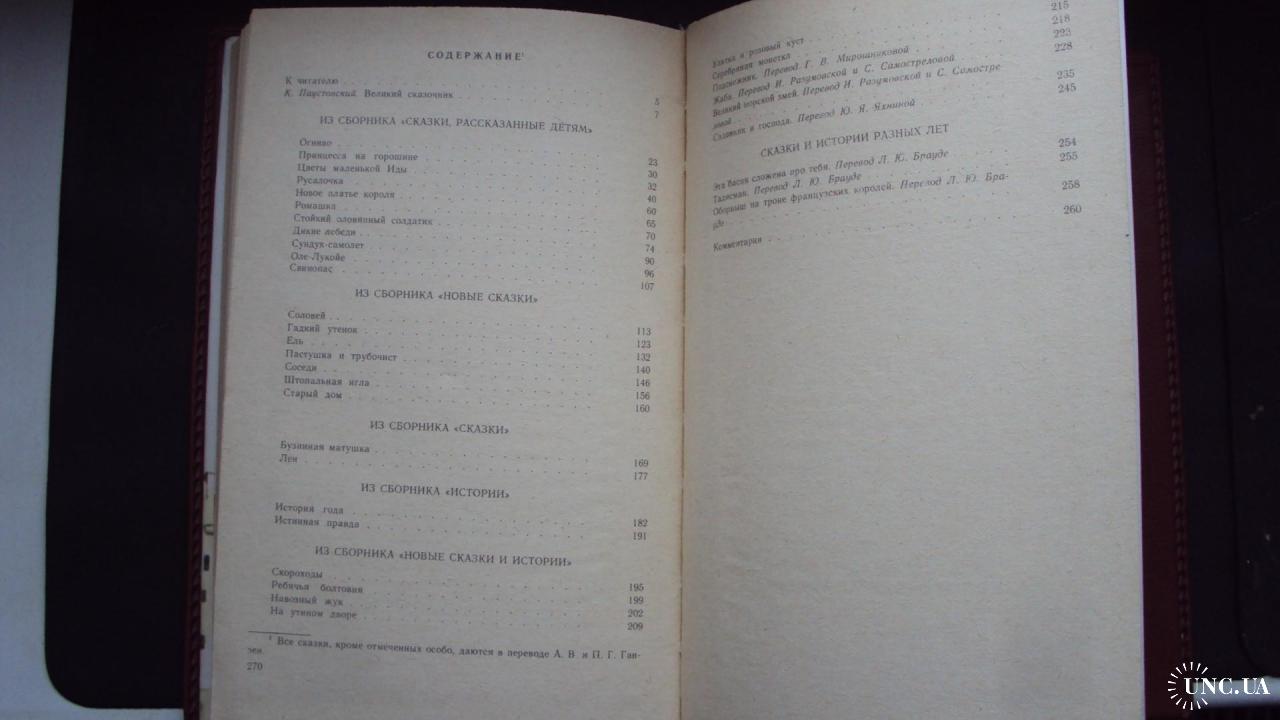 СОДЕРЖАНИЕ¹
К читателю 5
К. Паустовский. Великий сказочник 7
ИЗ СБОРНИКА «СКАЗКИ, РАССКАЗАННЫЕ ДЕТЯМ»
Огниво 23
Принцесса на горошине 30
Цветы маленькой Иды 32
Русалочка 40
Новое платье короля 60
Ромашка 65
Стойкий оловянный солдатик 70
Дикие лебеди 74
Сундук-самолет 90
Оле-Лукойе 96
Свинопас 107
ИЗ СБОРНИКА «НОВЫЕ СКАЗКИ»
Соловей 113
Гадкий утенок 123
Ель 132
Пастушка и трубочист 140
Соседи 146
Штопальная игла 156
Старый дом 160
ИЗ СБОРНИКА «СКАЗКИ»
Бузинная матушка 169
Лен 177
ИЗ СБОРНИКА «ИСТОРИИ»
История года 182
Истинная правда 191
ИЗ СБОРНИКА «НОВЫЕ СКАЗКИ И ИСТОРИИ»
Скороходы 195
Ребячья болтовня 199
Навозный жук 202
На утином дворе 209
¹ Все сказки, кроме отмеченных особо, даются в переводе А. В и П. Г. Ган-
зен.
270
Улитка и розовый куст 215
Серебряная монетка 218
Подснежник. Перевод Г. В. Мирошниковой 223
Жаба. Перевод И. Разумовской и С. Самостреловой 228
Великий морской змей. Перевод И. Разумовской и С. Самостре-
ловой 235
Садовник и господа. Перевод Ю. Я. Яхниной 245
СКАЗКИ И ИСТОРИИ РАЗНЫХ ЛЕТ
Эта басня сложена про тебя. Перевод Л. Ю. Брауде 254
Талисман. Перевод Л. Ю. Брауде 255
Оборвыш на троне французских королей. Перевод Л. Ю. Бра-
уде 258
Комментарии 260
UNC.UA